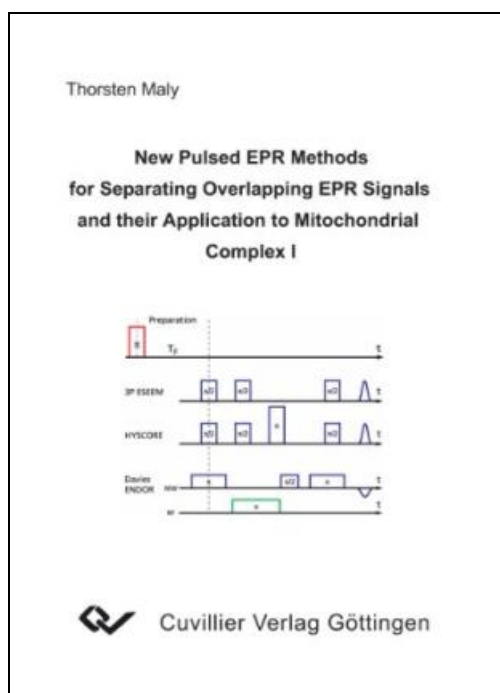 Thorsten Maly
New Pulsed EPR Methods
for Separating Overlapping EPR Signals
and their Application to Mitochondrial
Complex I
Preparation
π
T_F t
3P ESEEM π/2 π/2 π/2 t
HYSCORE π/2 π/2 π π/2 t
Davies
ENDOR MW π π/2 π t
RF π t
Cuvillier Verlag Göttingen